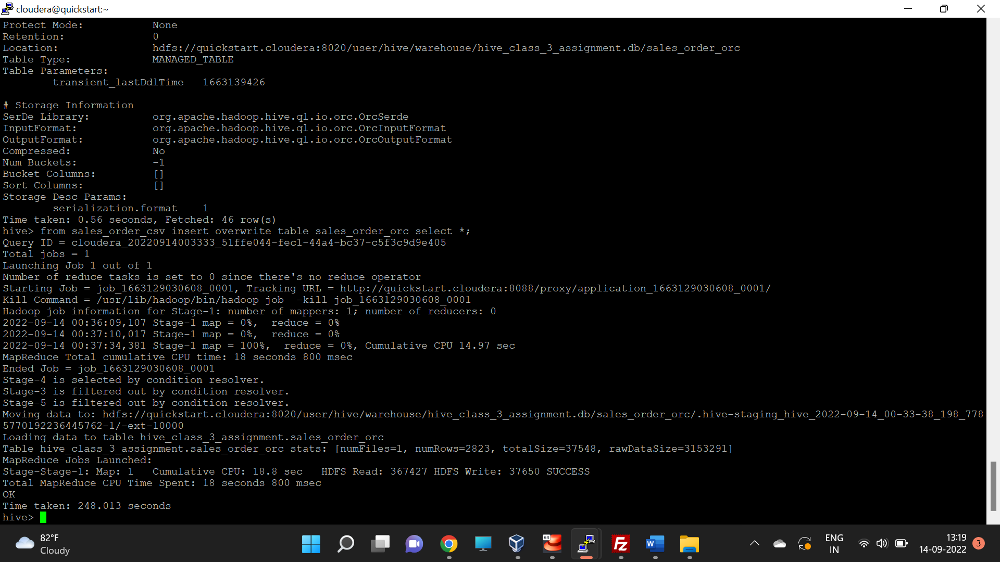 cloudera@quickstart:~
Protect Mode: None
Retention: 0
Location: hdfs://quickstart.cloudera:8020/user/hive/warehouse/hive_class_3_assignment.db/sales_order_orc
Table Type: MANAGED_TABLE
Table Parameters:
transient_lastDdlTime 1663139426
# Storage Information
SerDe Library: org.apache.hadoop.hive.ql.io.orc.OrcSerde
InputFormat: org.apache.hadoop.hive.ql.io.orc.OrcInputFormat
OutputFormat: org.apache.hadoop.hive.ql.io.orc.OrcOutputFormat
Compressed: No
Num Buckets: -1
Bucket Columns: []
Sort Columns: []
Storage Desc Params:
serialization.format 1
Time taken: 0.56 seconds, Fetched: 46 row(s)
hive> from sales_order_csv insert overwrite table sales_order_orc select *;
Query ID = cloudera_20220914003333_51ffe044-fec1-44a4-bc37-c5f3c9d9e405
Total jobs = 1
Launching Job 1 out of 1
Number of reduce tasks is set to 0 since there's no reduce operator
Starting Job = job_1663129030608_0001, Tracking URL = http://quickstart.cloudera:8088/proxy/application_1663129030608_0001/
Kill Command = /usr/lib/hadoop/bin/hadoop job  -kill job_1663129030608_0001
Hadoop job information for Stage-1: number of mappers: 1; number of reducers: 0
2022-09-14 00:36:09,107 Stage-1 map = 0%,  reduce = 0%
2022-09-14 00:37:10,017 Stage-1 map = 0%,  reduce = 0%
2022-09-14 00:37:34,381 Stage-1 map = 100%,  reduce = 0%, Cumulative CPU 14.97 sec
MapReduce Total cumulative CPU time: 18 seconds 800 msec
Ended Job = job_1663129030608_0001
Stage-4 is selected by condition resolver.
Stage-3 is filtered out by condition resolver.
Stage-5 is filtered out by condition resolver.
Moving data to: hdfs://quickstart.cloudera:8020/user/hive/warehouse/hive_class_3_assignment.db/sales_order_orc/.hive-staging_hive_2022-09-14_00-33-38_198_778
5770192236445762-1/-ext-10000
Loading data to table hive_class_3_assignment.sales_order_orc
Table hive_class_3_assignment.sales_order_orc stats: [numFiles=1, numRows=2823, totalSize=37548, rawDataSize=3153291]
MapReduce Jobs Launched:
Stage-Stage-1: Map: 1   Cumulative CPU: 18.8 sec   HDFS Read: 367427 HDFS Write: 37650 SUCCESS
Total MapReduce CPU Time Spent: 18 seconds 800 msec
OK
Time taken: 248.013 seconds
hive>
82°F
Cloudy
64
Fz
W
ENG
IN
13:19
14-09-2022
3